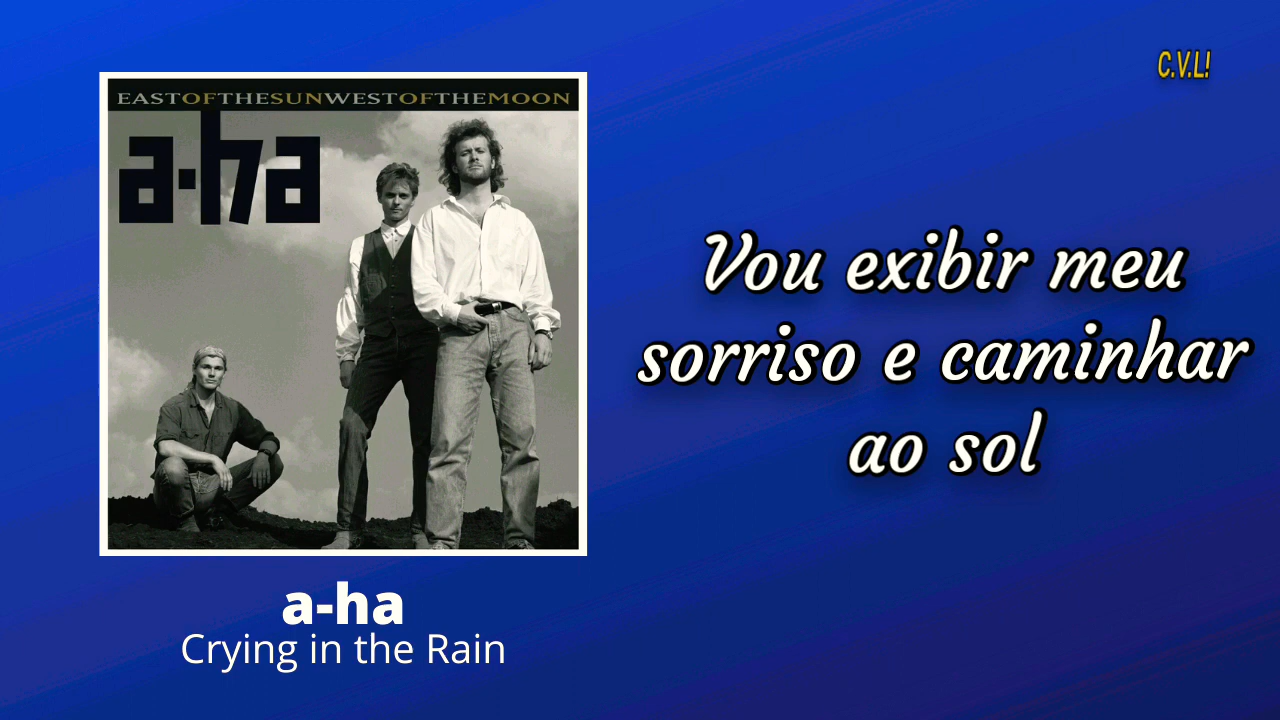 C.V.L!
EASTOFTHESUNWESTOFTHEMOON
a-ha
Vou exibir meu
sorriso e caminhar
ao sol
a-ha
Crying in the Rain